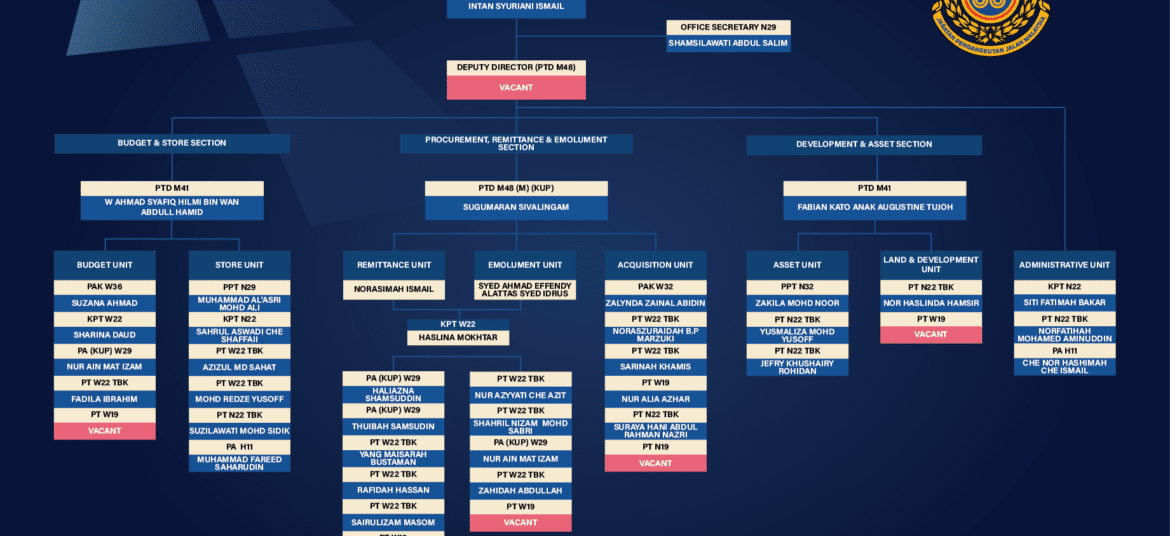 INTAN SYURIANI ISMAIL
JABATAN PENGANGKUTAN JALAN MALAYSIA
OFFICE SECRETARY N29
SHAMSILAWATI ABDUL SALIM
DEPUTY DIRECTOR (PTD M48)
VACANT
BUDGET & STORE SECTION
PTD M41
W AHMAD SYAFIQ HILMI BIN WAN
ABDULL HAMID
BUDGET UNIT
PAK W36
SUZANA AHMAD
KPT W22
SHARINA DAUD
PA (KUP) W29
NUR AIN MAT IZAM
PT W22 TBK
FADILA IBRAHIM
PT W19
VACANT
STORE UNIT
PPT N29
MUHAMMAD AL'ASRI
MOHD ALI
KPT N22
SAHRUL ASWADI CHE
SHAFFAII
PT W22 TBK
AZIZUL MD SAHAT
PT W22 TBK
MOHD REDZE YUSOFF
PT N22 TBK
SUZILAWATI MOHD SIDIK
PA H11
MUHAMMAD FAREED
SAHARUDIN
PROCUREMENT, REMITTANCE & EMOLUMENT
SECTION
PTD M48 (M) (KUP)
SUGUMARAN SIVALINGAM
REMITTANCE UNIT
NORASIMAH ISMAIL
EMOLUMENT UNIT
SYED AHMAD EFFENDY
ALATTAS SYED IDRUS
KPT W22
HASLINA MOKHTAR
PA (KUP) W29
HALIAZNA
SHAMSUDDIN
PA (KUP) W29
THUIBAH SAMSUDIN
PT W22 TBK
YANG MAISARAH
BUSTAMAN
PT W22 TBK
RAFIDAH HASSAN
PT W22 TBK
SAIRULIZAM MASOM
PT W19
PT W22 TBK
NUR AZYYATI CHE AZIT
PT W22 TBK
SHAHRIL NIZAM MOHD
SABRI
PA (KUP) W29
NUR AIN MAT IZAM
PT W22 TBK
ZAHIDAH ABDULLAH
PT W19
VACANT
ACQUISITION UNIT
PAK W32
ZALYNDA ZAINAL ABIDIN
PT W22 TBK
NORASZURAIDAH B.P
MARZUKI
PT W22 TBK
SARINAH KHAMIS
PT W19
NUR ALIA AZHAR
PT N22 TBK
SURAYA HANI ABDUL
RAHMAN NAZRI
PT N19
VACANT
DEVELOPMENT & ASSET SECTION
PTD M41
FABIAN KATO ANAK AUGUSTINE TUJOH
ASSET UNIT
PPT N32
ZAKILA MOHD NOOR
PT N22 TBK
YUSMALIZA MOHD
YUSOFF
PT N22 TBK
JEFRY KHUSHAIRY
ROHIDAN
LAND & DEVELOPMENT
UNIT
PT N22 TBK
NOR HASLINDA HAMSIR
PT W19
VACANT
ADMINISTRATIVE UNIT
KPT N22
SITI FATIMAH BAKAR
PT N22 TBK
NORFATIHAH
MOHAMED AMINUDDIN
PA H11
CHE NOR HASHIMAH
CHE ISMAIL